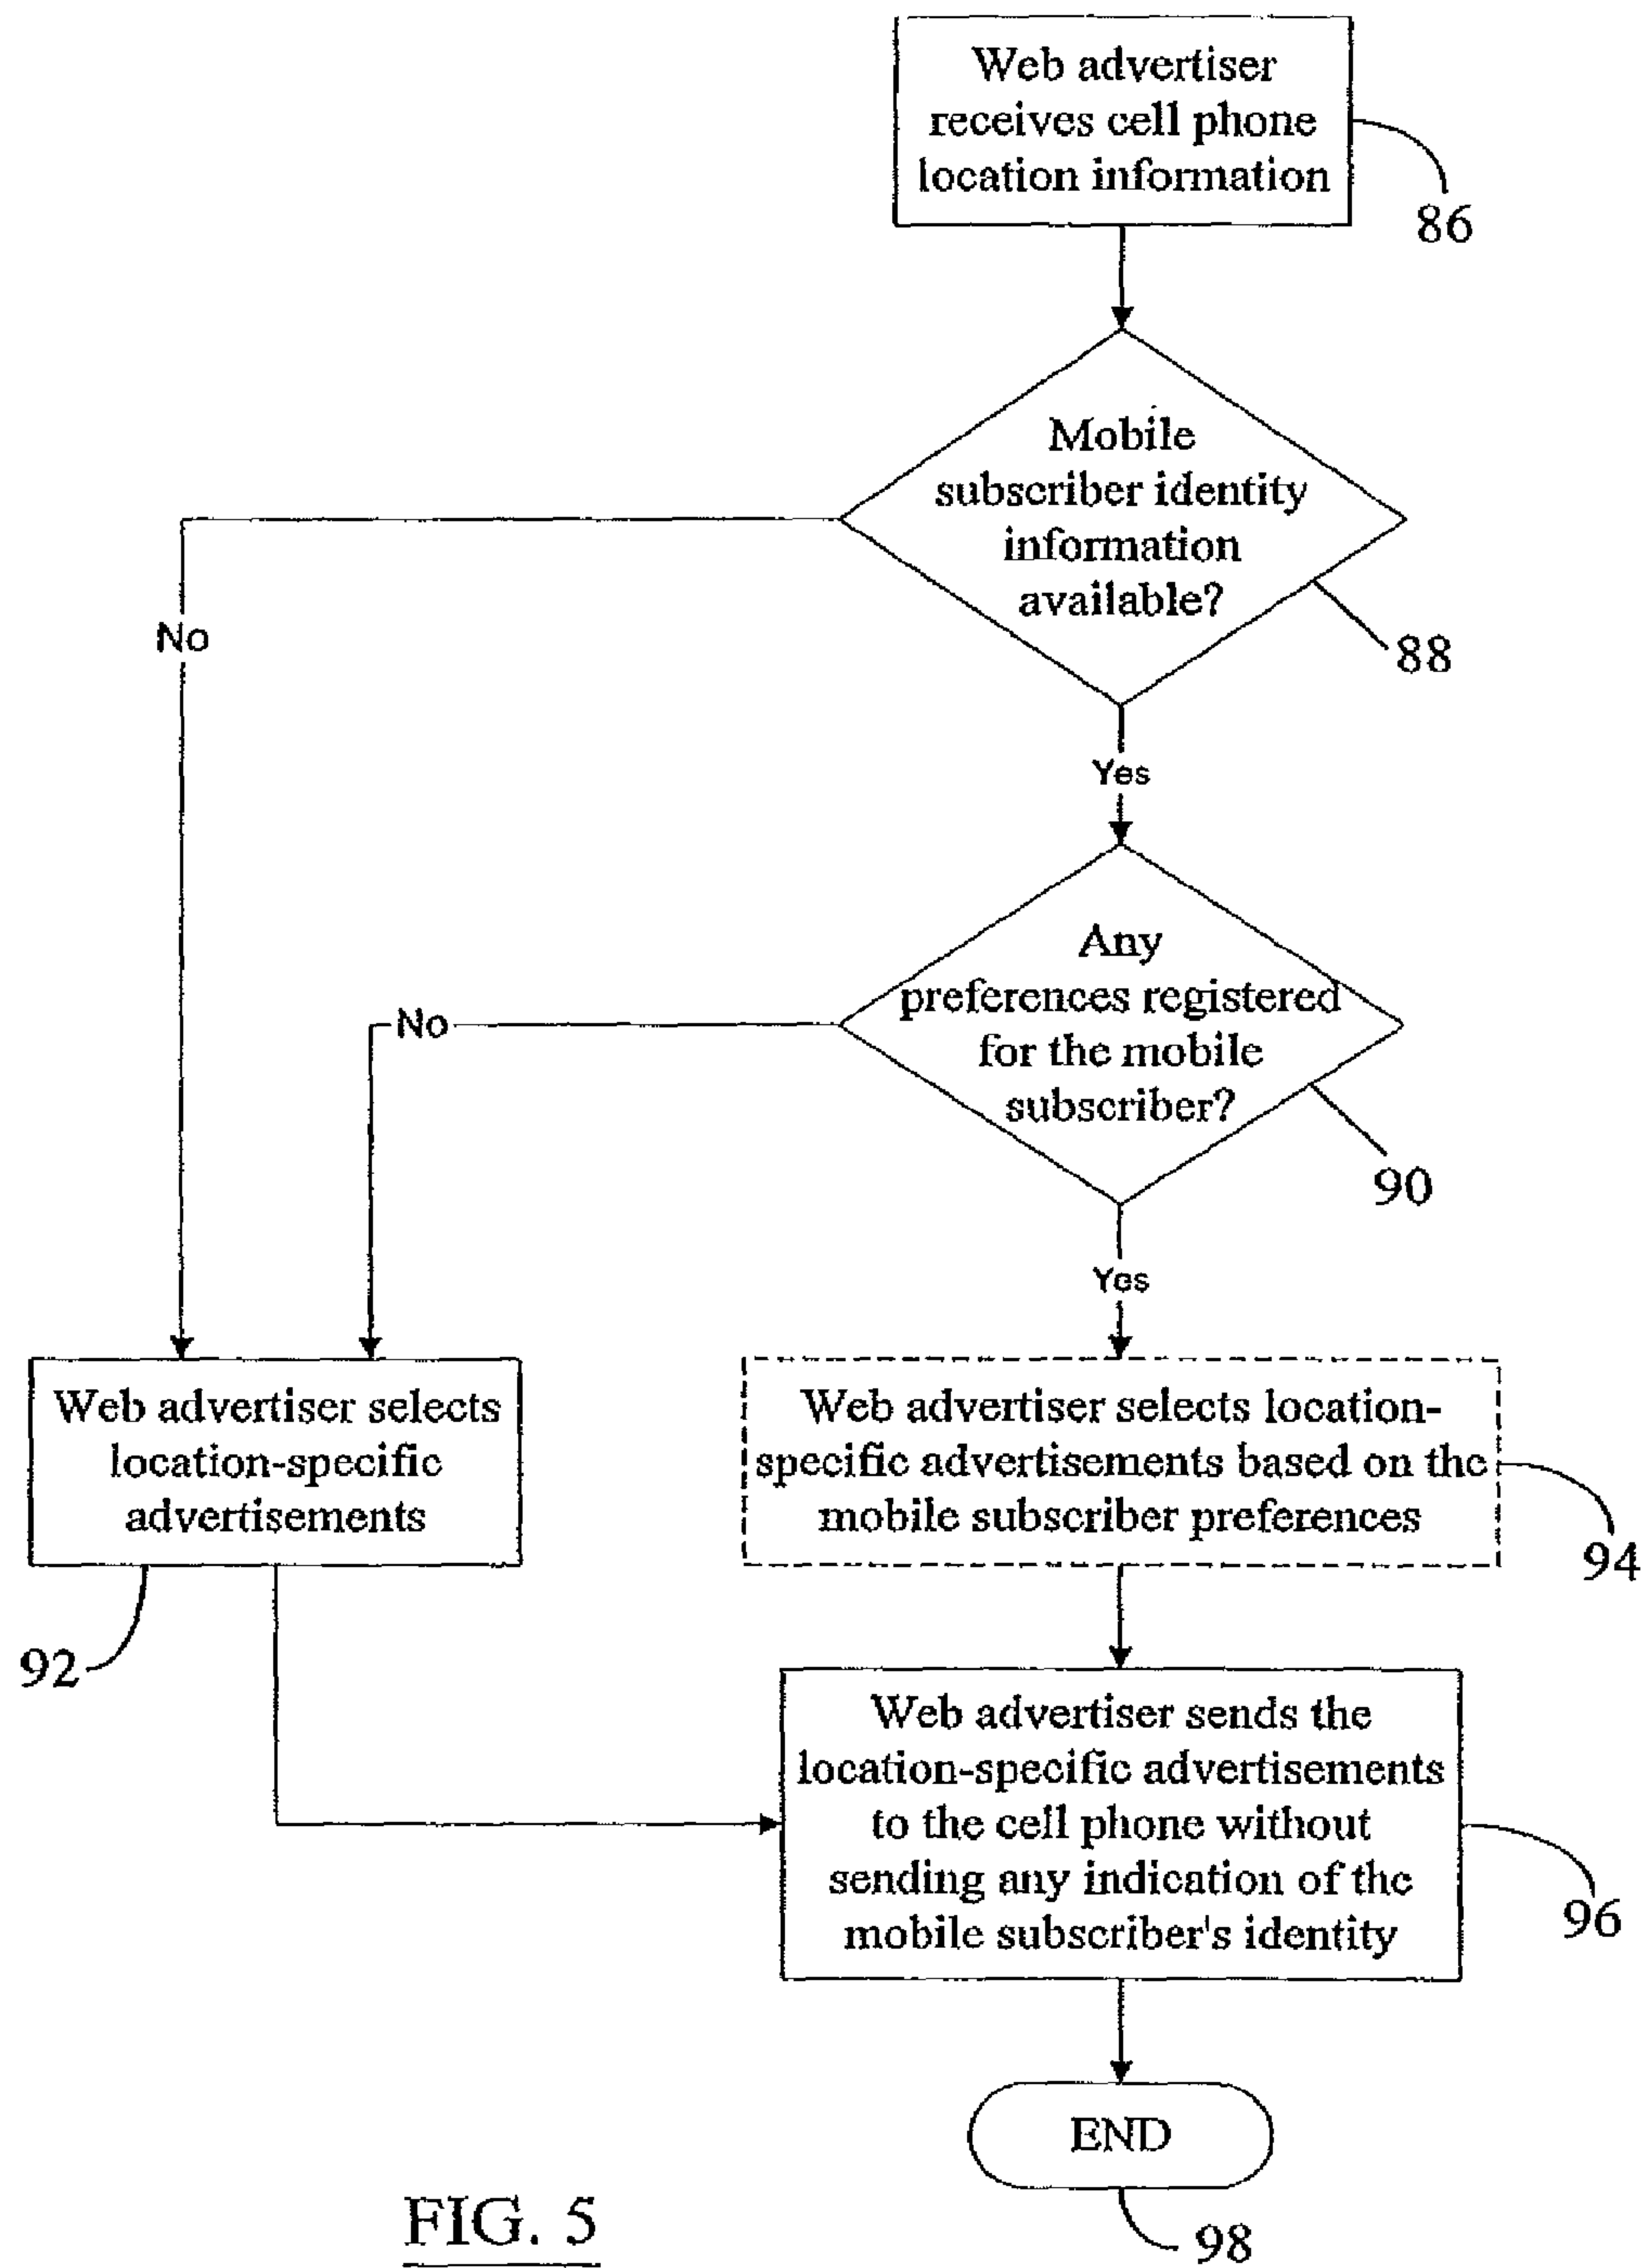 Web advertiser
receives cell phone
location information
86
Mobile
subscriber identity
information
available?
88
No
Yes
Any
preferences registered
for the mobile
subscriber?
90
No
Yes
Web advertiser selects
location-specific
advertisements
92
Web advertiser selects location-
specific advertisements based on the
mobile subscriber preferences
94
Web advertiser sends the
location-specific advertisements
to the cell phone without
sending any indication of the
mobile subscriber's identity
96
END
98
FIG. 5